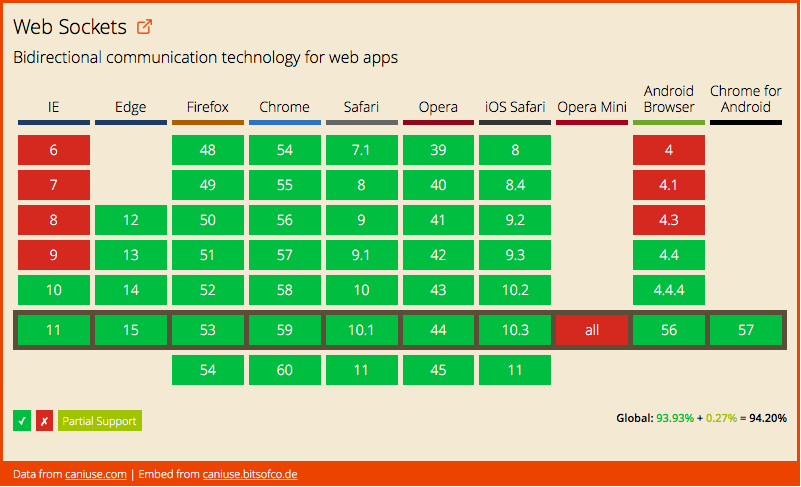 Web Sockets
Bidirectional communication technology for web apps
IE Edge Firefox Chrome Safari Opera iOS Safari Opera Mini Android Browser Chrome for Android
6 48 54 7.1 39 8 4
7 49 55 8 40 8.4 4.1
8 12 50 56 9 41 9.2 4.3
9 13 51 57 9.1 42 9.3 4.4
10 14 52 58 10 43 10.2 4.4.4
11 15 53 59 10.1 44 10.3 all 56 57
54 60 11 45 11
✓ ✗ Partial Support
Global: 93.93% + 0.27% = 94.20%
Data from caniuse.com | Embed from caniuse.bitsofco.de